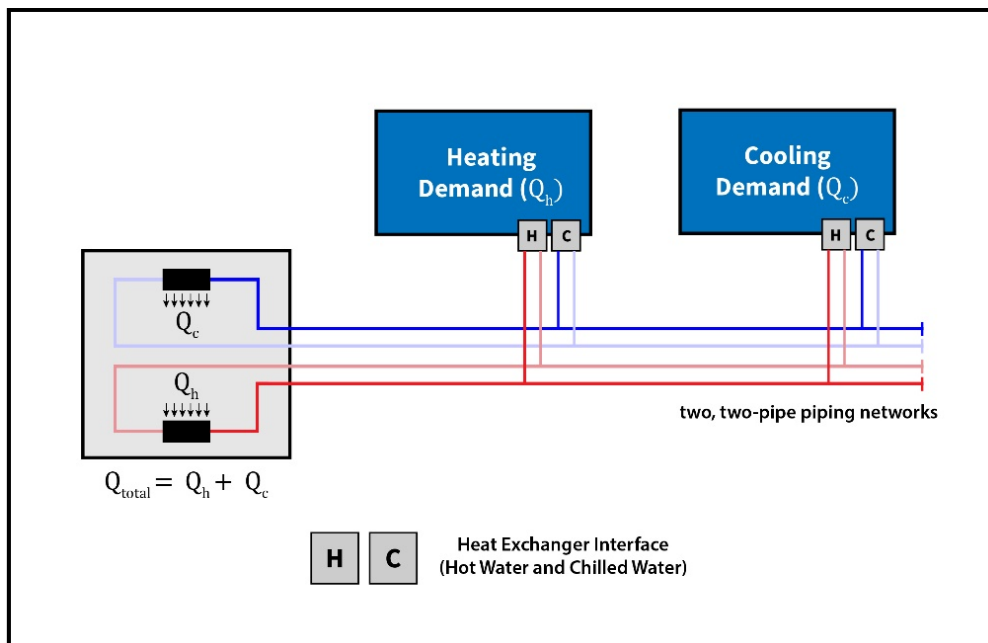 Heating
Demand (Qh)
H C
Cooling
Demand (Qc)
H C
Qc
Qh
Qtotal = Qh + Qc
two, two-pipe piping networks
H C
Heat Exchanger Interface
(Hot Water and Chilled Water)